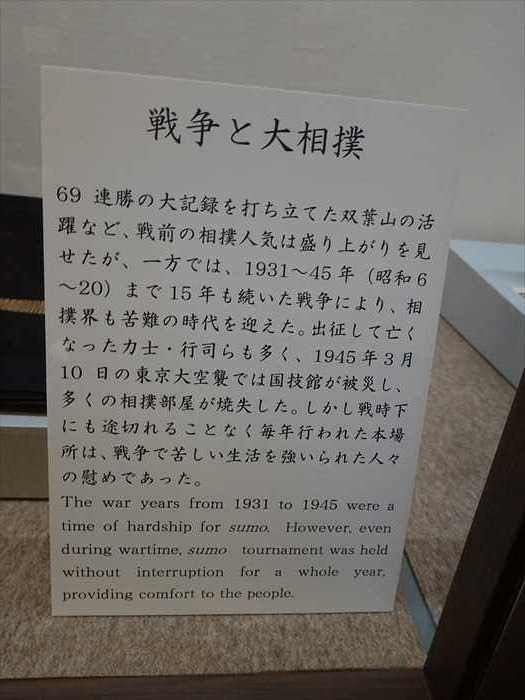 戦争と大相撲
69 連勝の大記録を打ち立てた双葉山の活
躍など、戦前の相撲人気は盛り上がりを見
せたが、一方では、1931～45 年（昭和 6
～20）まで 15 年も続いた戦争により、相
撲界も苦難の時代を迎えた。出征して亡く
なった力士・行司らも多く、1945 年 3 月
10 日の東京大空襲では国技館が被災し、
多くの相撲部屋が焼失した。しかし戦時下
にも途切れることなく毎年行われた本場
所は、戦争で苦しい生活を強いられた人々
の慰めであった。
The war years from 1931 to 1945 were a
time of hardship for sumo. However, even
during wartime, sumo tournament was held
without interruption for a whole year,
providing comfort to the people.